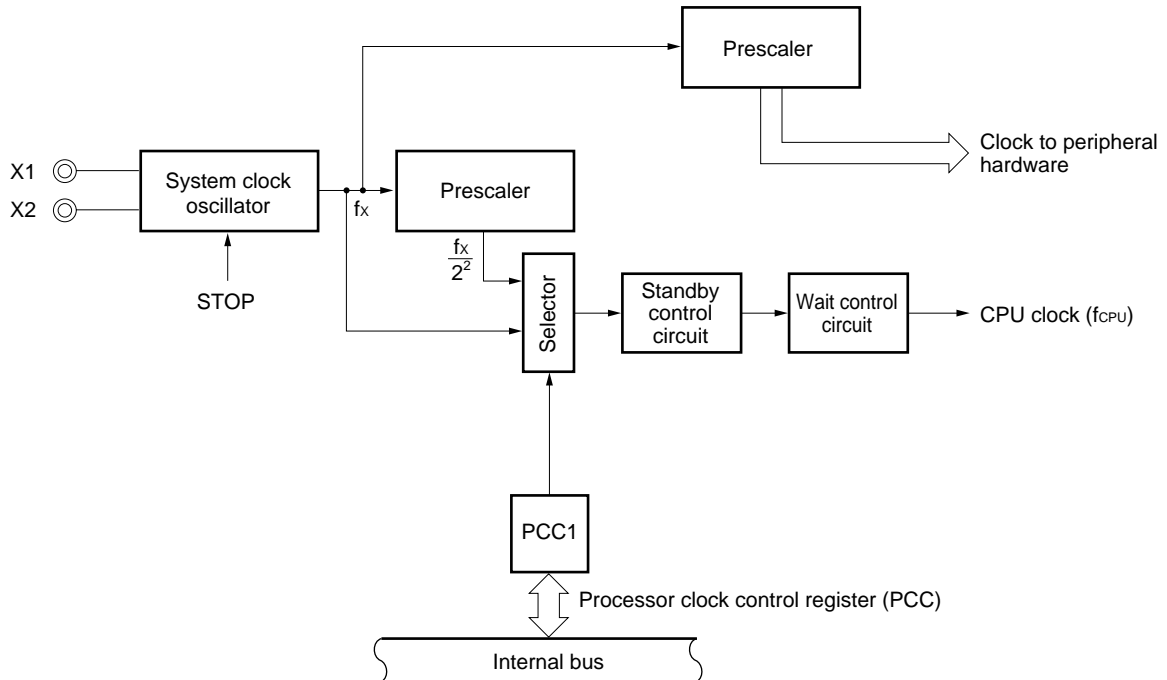 Prescaler
Clock to peripheral
hardware
X1
X2
System clock
oscillator
fX
Prescaler
fX
2²
STOP
Selector
Standby
control
circuit
Wait control
circuit
CPU clock (fCPU)
PCC1
Processor clock control register (PCC)
Internal bus